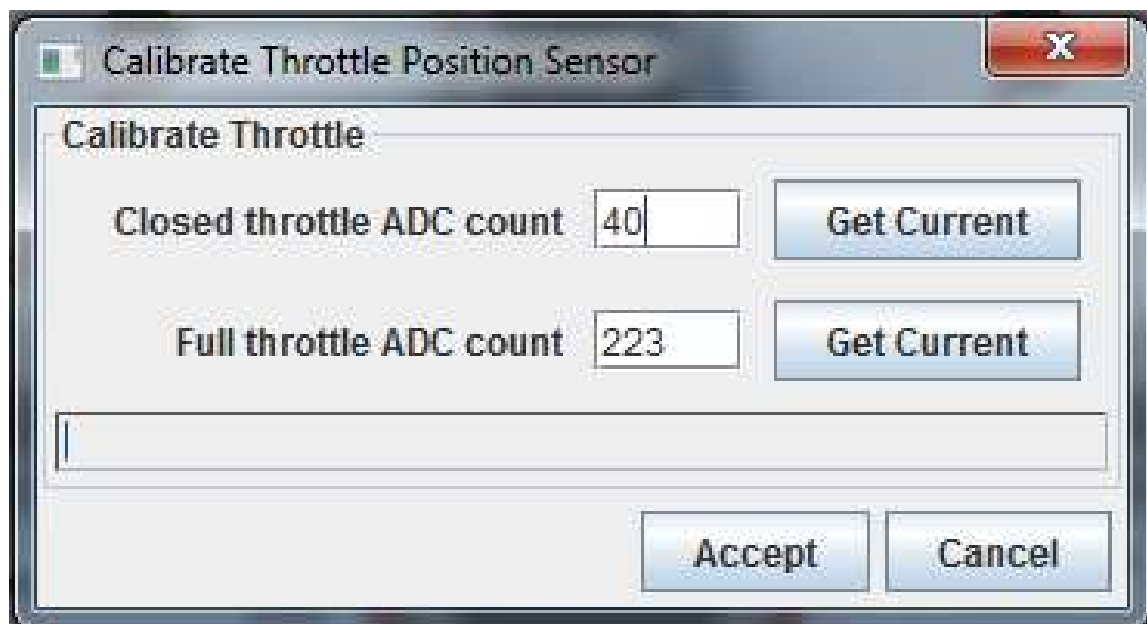 Calibrate Throttle Position Sensor
Calibrate Throttle
Closed throttle ADC count 40 Get Current
Full throttle ADC count 223 Get Current
Accept Cancel